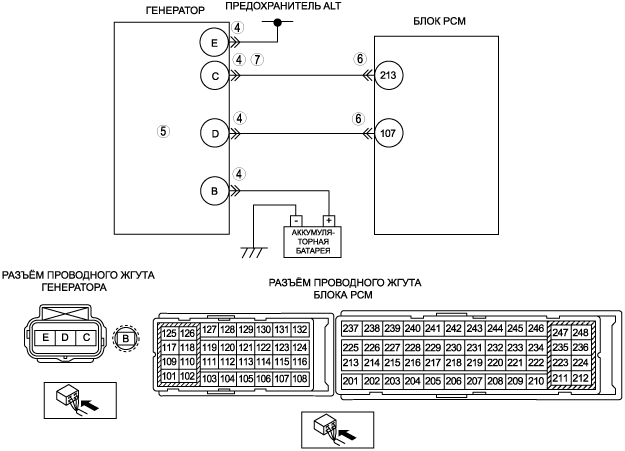 ГЕНЕРАТОР
ПРЕДОХРАНИТЕЛЬ ALT
БЛОК PCM
E
4
C
4 7
6
213
5
D
4
6
107
B
4
- +
АККУМУЛЯ-
ТОРНАЯ
БАТАРЕЯ
РАЗЪЁМ ПРОВОДНОГО ЖГУТА
ГЕНЕРАТОРА
E D C
B
РАЗЪЁМ ПРОВОДНОГО ЖГУТА
БЛОКА PCM
125 126 127 128 129 130 131 132
117 118 119 120 121 122 123 124
109 110 111 112 113 114 115 116
101 102 103 104 105 106 107 108
237 238 239 240 241 242 243 244 245 246 247 248
225 226 227 228 229 230 231 232 233 234 235 236
213 214 215 216 217 218 219 220 221 222 223 224
201 202 203 204 205 206 207 208 209 210 211 212